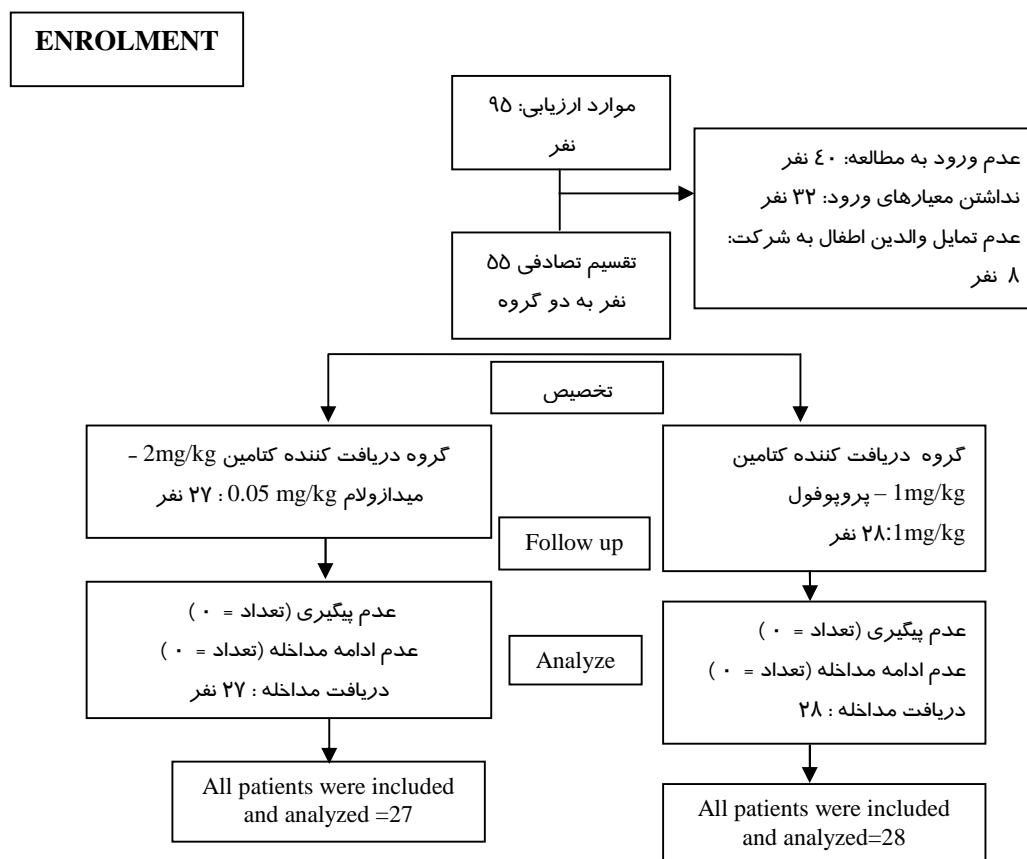 ENROLMENT
موارد ارزیابی: ۹۵
نفر
عدم ورود به مطالعه: ٤۰ نفر
نداشتن معیارهای ورود: ۳۲ نفر
عدم تمایل والدین اطفال به شرکت:
۸ نفر
تقسیم تصادفی ۵۵
نفر به دو گروه
تخصیص
گروه دریافت کننده کتامین 2mg/kg –
میدازولام 0.05 mg/kg : ۲۷ نفر
گروه دریافت کننده کتامین
1mg/kg – پروپوفول
1mg/kg:۲۸ نفر
Follow up
عدم پیگیری (تعداد = ۰ )
عدم ادامه مداخله (تعداد = ۰ )
دریافت مداخله : ۲۷ نفر
عدم پیگیری (تعداد = ۰ )
عدم ادامه مداخله (تعداد = ۰ )
دریافت مداخله : ۲۸
Analyze
All patients were included
and analyzed =27
All patients were included
and analyzed=28